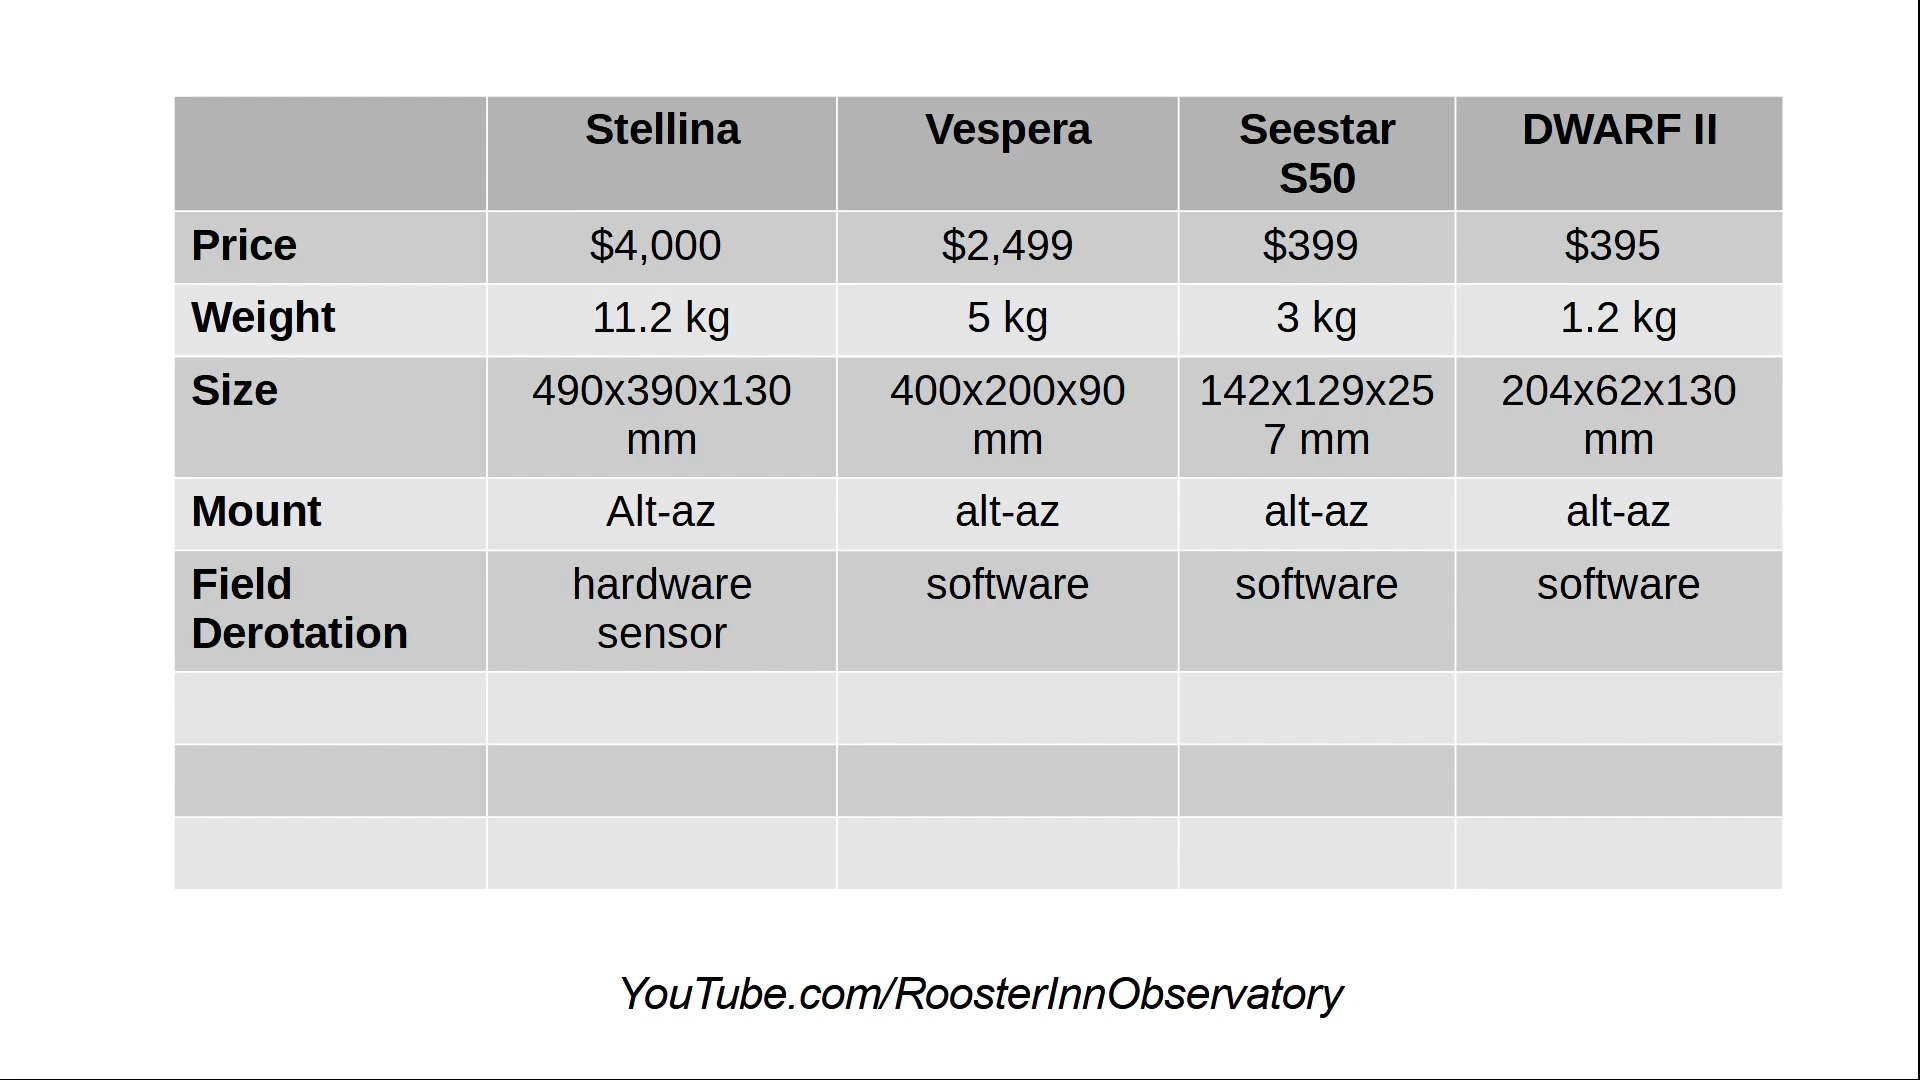 Stellina Vespera Seestar S50 DWARF II
Price $4,000 $2,499 $399 $395
Weight 11.2 kg 5 kg 3 kg 1.2 kg
Size 490x390x130 mm 400x200x90 mm 142x129x257 mm 204x62x130 mm
Mount Alt-az alt-az alt-az alt-az
Field Derotation hardware sensor software software software
YouTube.com/RoosterInnObservatory